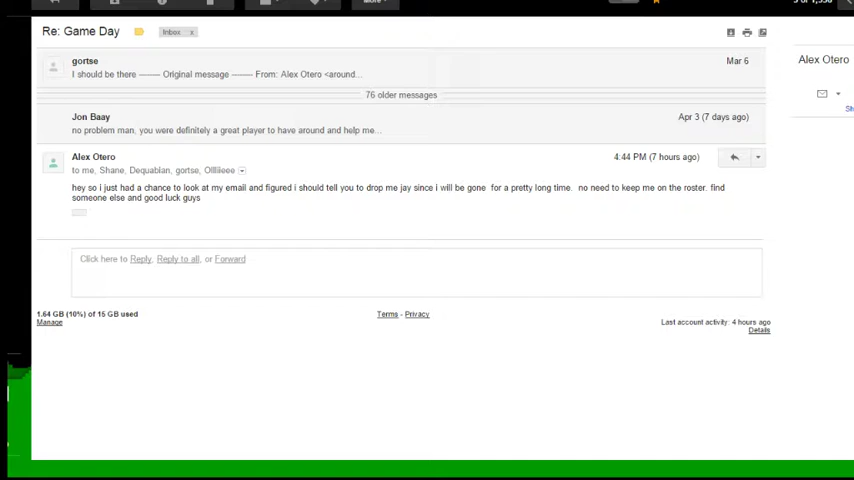 More
Re: Game Day
Inbox x
gortse
Mar 6
I should be there -------- Original message -------- From: Alex Otero <around...
76 older messages
Jon Baay
Apr 3 (7 days ago)
no problem man, you were definitely a great player to have around and help me...
Alex Otero
4:44 PM (7 hours ago)
to me, Shane, Dequabian, gortse, Ollliieee
hey so i just had a chance to look at my email and figured i should tell you to drop me jay since i will be gone for a pretty long time. no need to keep me on the roster. find
someone else and good luck guys
Click here to Reply, Reply to all, or Forward
1.64 GB (10%) of 15 GB used
Manage
Terms - Privacy
Last account activity: 4 hours ago
Details
Alex Otero